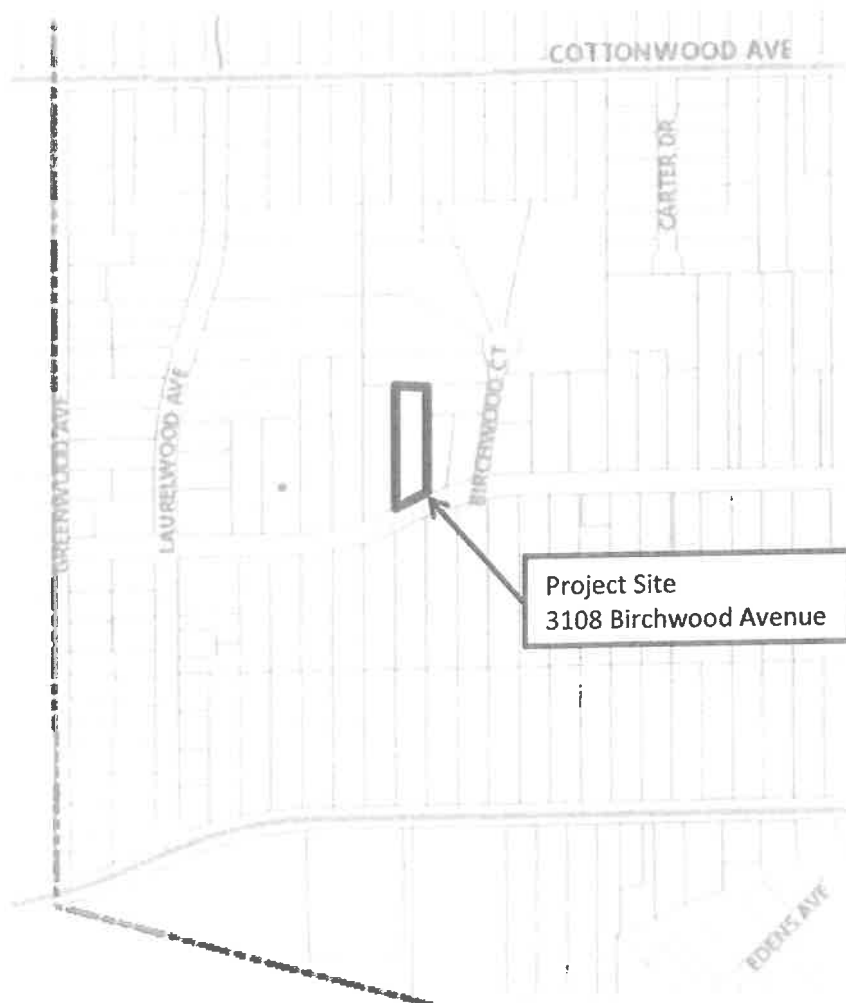 COTTONWOOD AVE
CARTER DR
BIRCHWOOD CT
LAURELWOOD AVE
GREENWOOD AVE
Project Site
3108 Birchwood Avenue
EDENS AVE